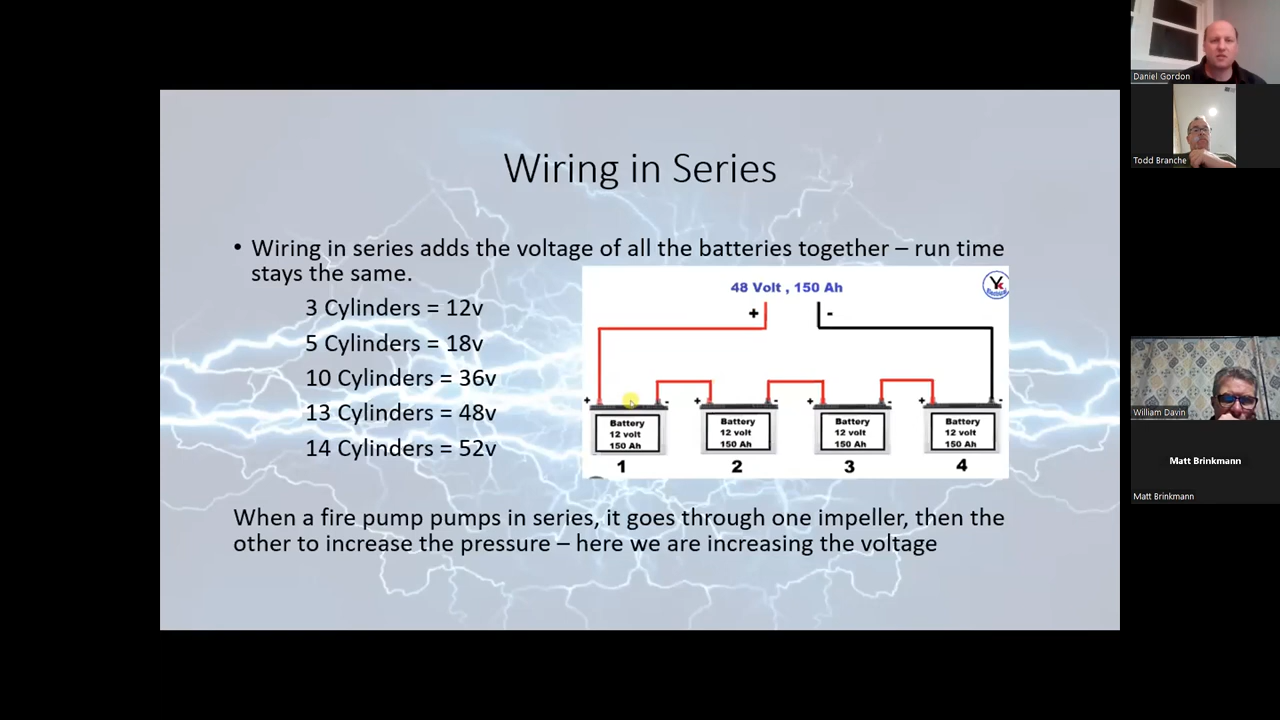 Wiring in Series
• Wiring in series adds the voltage of all the batteries together – run time
stays the same.
3 Cylinders = 12v
5 Cylinders = 18v
10 Cylinders = 36v
13 Cylinders = 48v
14 Cylinders = 52v
48 Volt , 150 Ah
+ -
+ - + - + - + -
Battery
12 volt
150 Ah
1
Battery
12 volt
150 Ah
2
Battery
12 volt
150 Ah
3
Battery
12 volt
150 Ah
4
When a fire pump pumps in series, it goes through one impeller, then the
other to increase the pressure – here we are increasing the voltage
Daniel Gordon
Todd Branche
William Davin
Matt Brinkmann
Matt Brinkmann